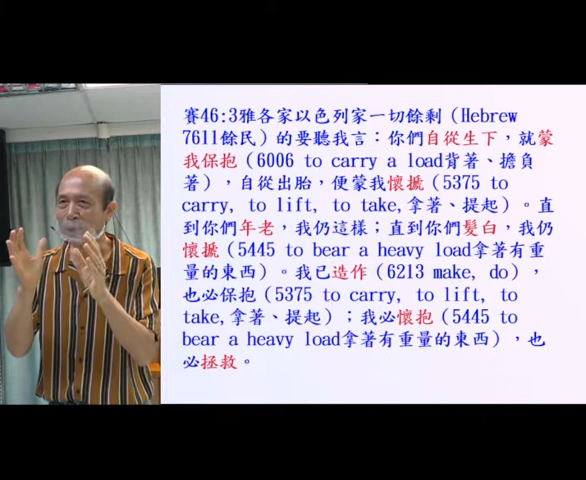 賽46:3雅各家以色列家一切餘剩（Hebrew
7611餘民）的要聽我言：你們自從生下，就蒙
我保抱（6006 to carry a load背著、擔負
著），自從出胎，便蒙我懷搋（5375 to
carry, to lift, to take,拿著、提起）。直
到你們年老，我仍這樣；直到你們髮白，我仍
懷搋（5445 to bear a heavy load拿著有重
量的東西）。我已造作（6213 make, do），
也必保抱（5375 to carry, to lift, to
take,拿著、提起）；我必懷抱（5445 to
bear a heavy load拿著有重量的東西），也
必拯救。